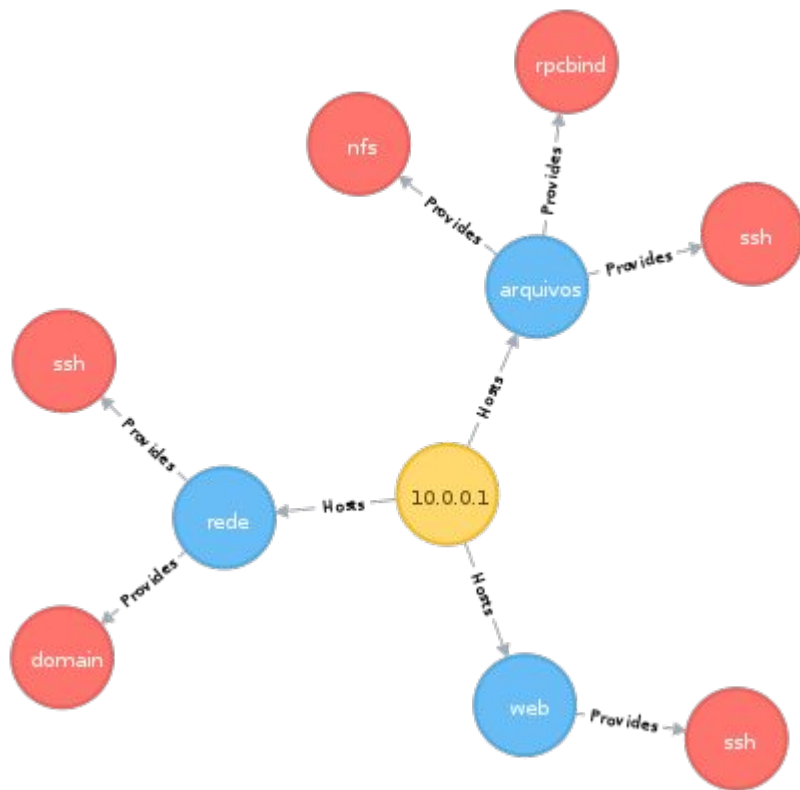 rpcbind
nfs
Provides
Provides
ssh
Provides
arquivos
ssh
Hosts
Provides
10.0.0.1
Hosts
rede
Provides
Hosts
domain
web
Provides
ssh